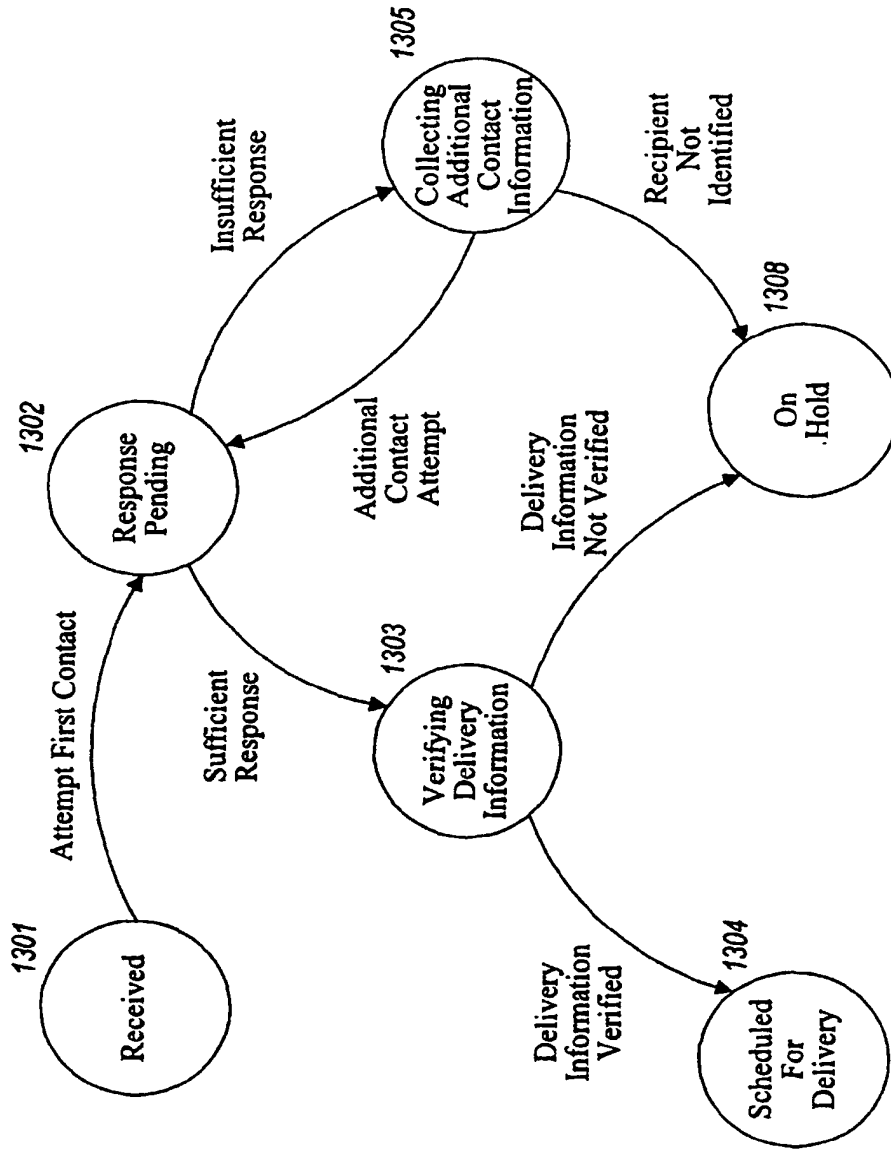 1301
Received
Attempt First Contact
1302
Response
Pending
Insufficient
Response
1305
Collecting
Additional
Contact
Information
Sufficient
Response
Additional
Contact
Attempt
1303
Verifying
Delivery
Information
Recipient
Not
Identified
Delivery
Information
Verified
Delivery
Information
Not Verified
1304
Scheduled
For
Delivery
1308
On
.Hold